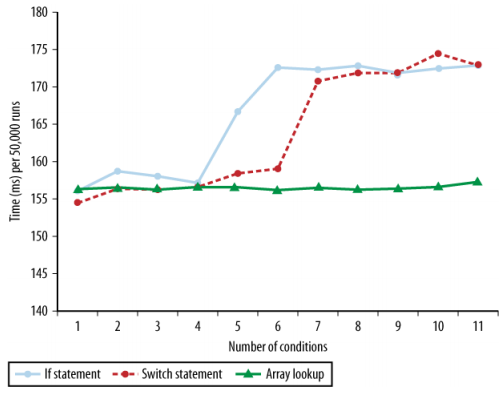 180
175
170
165
160
155
150
145
140
Time (ms) per 50,000 runs
1 2 3 4 5 6 7 8 9 10 11
Number of conditions
If statement Switch statement Array lookup